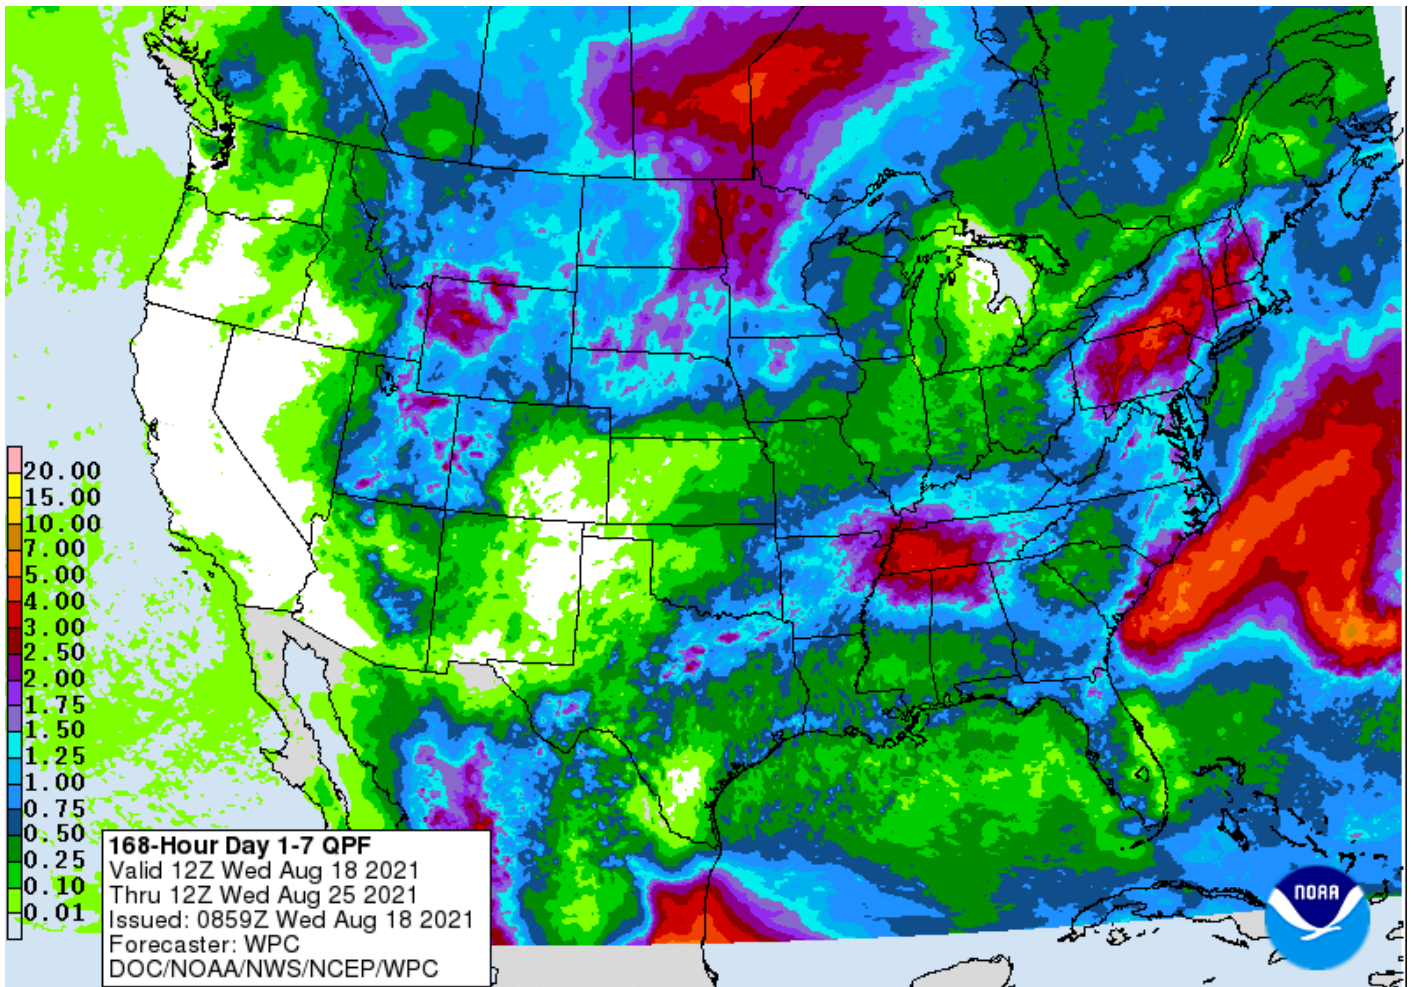 20.00
15.00
10.00
7.00
5.00
4.00
3.00
2.50
2.00
1.75
1.50
1.25
1.00
0.75
0.50
0.25
0.10
0.01
168-Hour Day 1-7 QPF
Valid 12Z Wed Aug 18 2021
Thru 12Z Wed Aug 25 2021
Issued: 0859Z Wed Aug 18 2021
Forecaster: WPC
DOC/NOAA/NWS/NCEP/WPC
NOAA